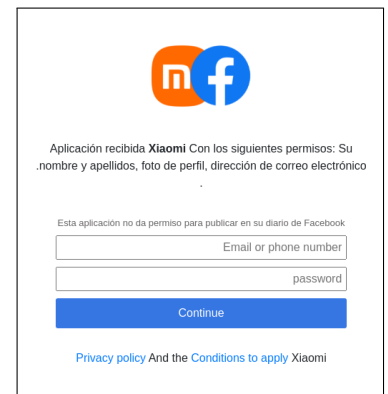 Aplicación recibida Xiaomi Con los siguientes permisos: Su
.nombre y apellidos, foto de perfil, dirección de correo electrónico
.
Esta aplicación no da permiso para publicar en su diario de Facebook
Email or phone number
password
Continue
Privacy policy And the Conditions to apply Xiaomi